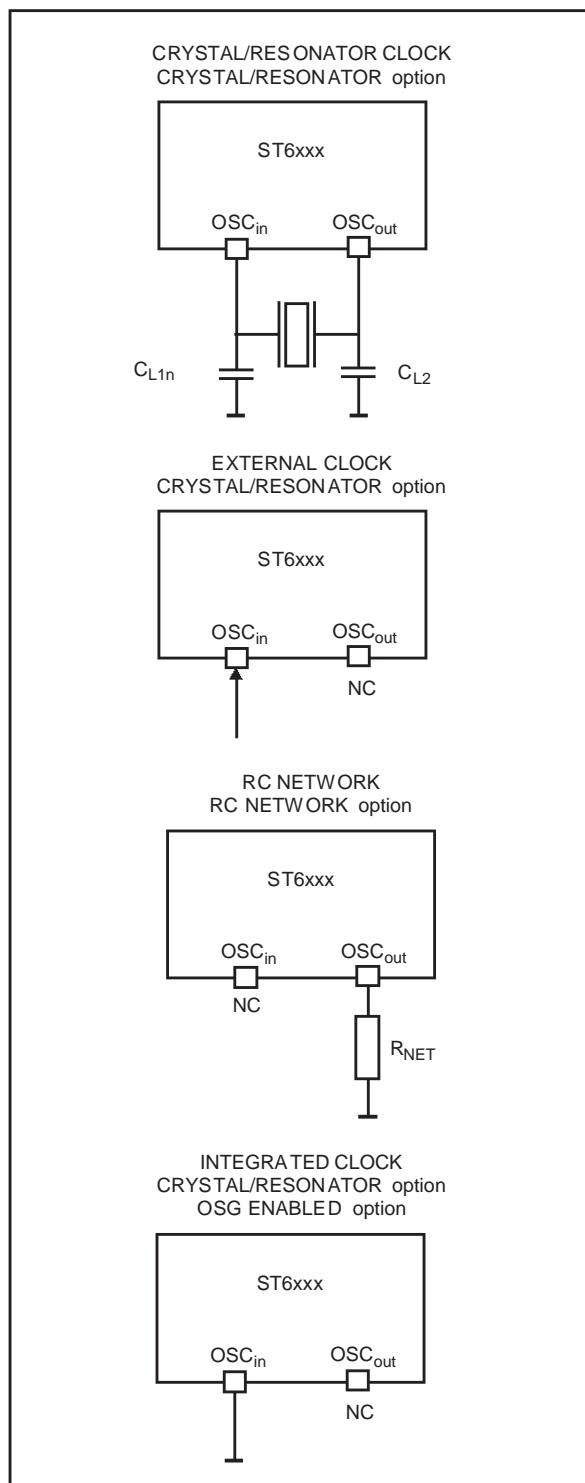 CRYSTAL/RESONATOR CLOCK
CRYSTAL/RESONATOR option
ST6xxx
OSCin OSCout
CL1n CL2
EXTERNAL CLOCK
CRYSTAL/RESONATOR option
ST6xxx
OSCin OSCout
NC
RC NETWORK
RC NETWORK option
ST6xxx
OSCin OSCout
NC
RNET
INTEGRATED CLOCK
CRYSTAL/RESONATOR option
OSG ENABLED option
ST6xxx
OSCin OSCout
NC